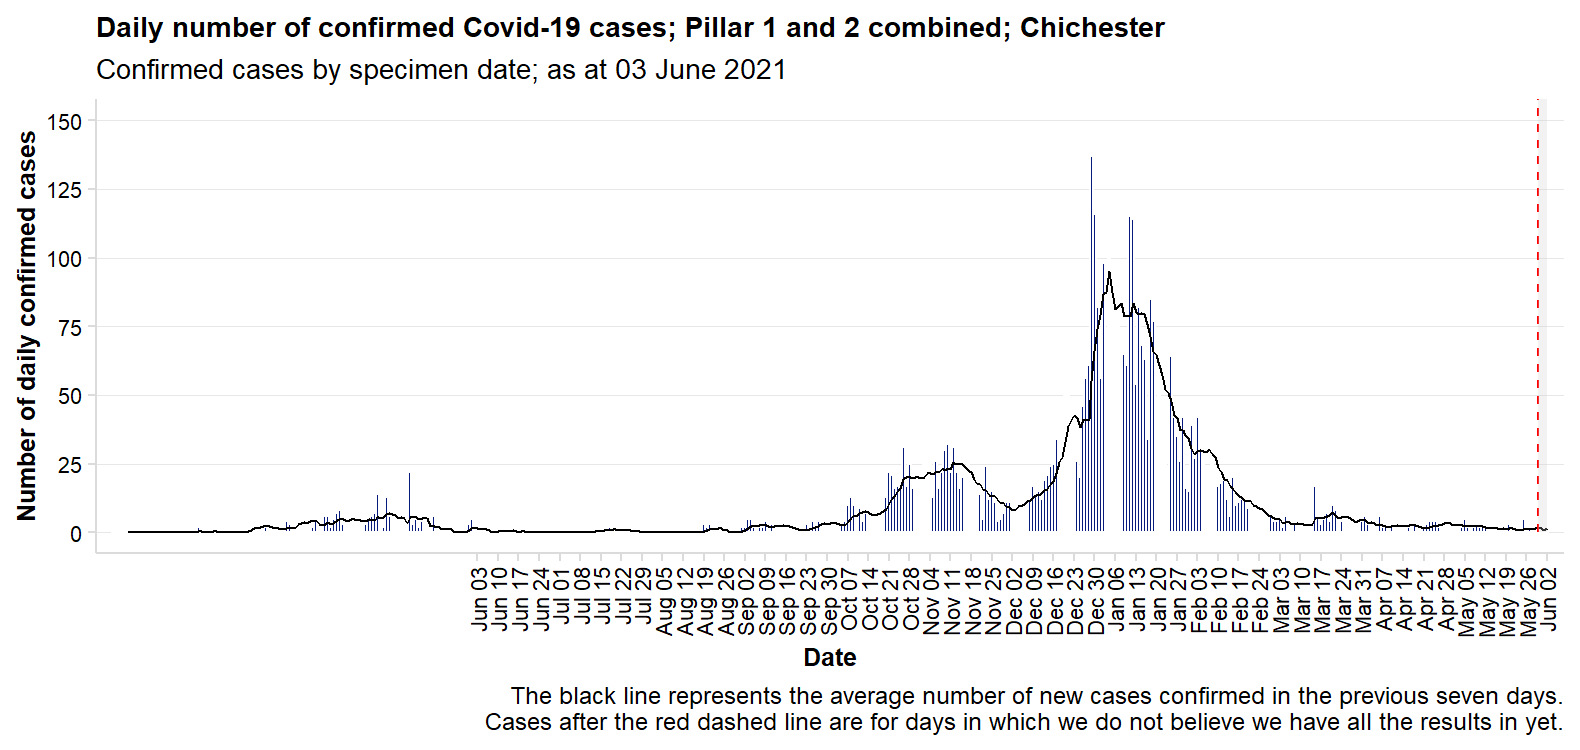 Daily number of confirmed Covid-19 cases; Pillar 1 and 2 combined; Chichester
Confirmed cases by specimen date; as at 03 June 2021
Number of daily confirmed cases
150
125
100
75
50
25
0
Jun 03
Jun 10
Jun 17
Jun 24
Jul 01
Jul 08
Jul 15
Jul 22
Jul 29
Aug 05
Aug 12
Aug 19
Aug 26
Sep 02
Sep 09
Sep 16
Sep 23
Sep 30
Oct 07
Oct 14
Oct 21
Oct 28
Nov 04
Nov 11
Nov 18
Nov 25
Dec 02
Dec 09
Dec 16
Dec 23
Dec 30
Jan 06
Jan 13
Jan 20
Jan 27
Feb 03
Feb 10
Feb 17
Feb 24
Mar 03
Mar 10
Mar 17
Mar 24
Mar 31
Apr 07
Apr 14
Apr 21
Apr 28
May 05
May 12
May 19
May 26
Jun 02
Date
The black line represents the average number of new cases confirmed in the previous seven days.
Cases after the red dashed line are for days in which we do not believe we have all the results in yet.